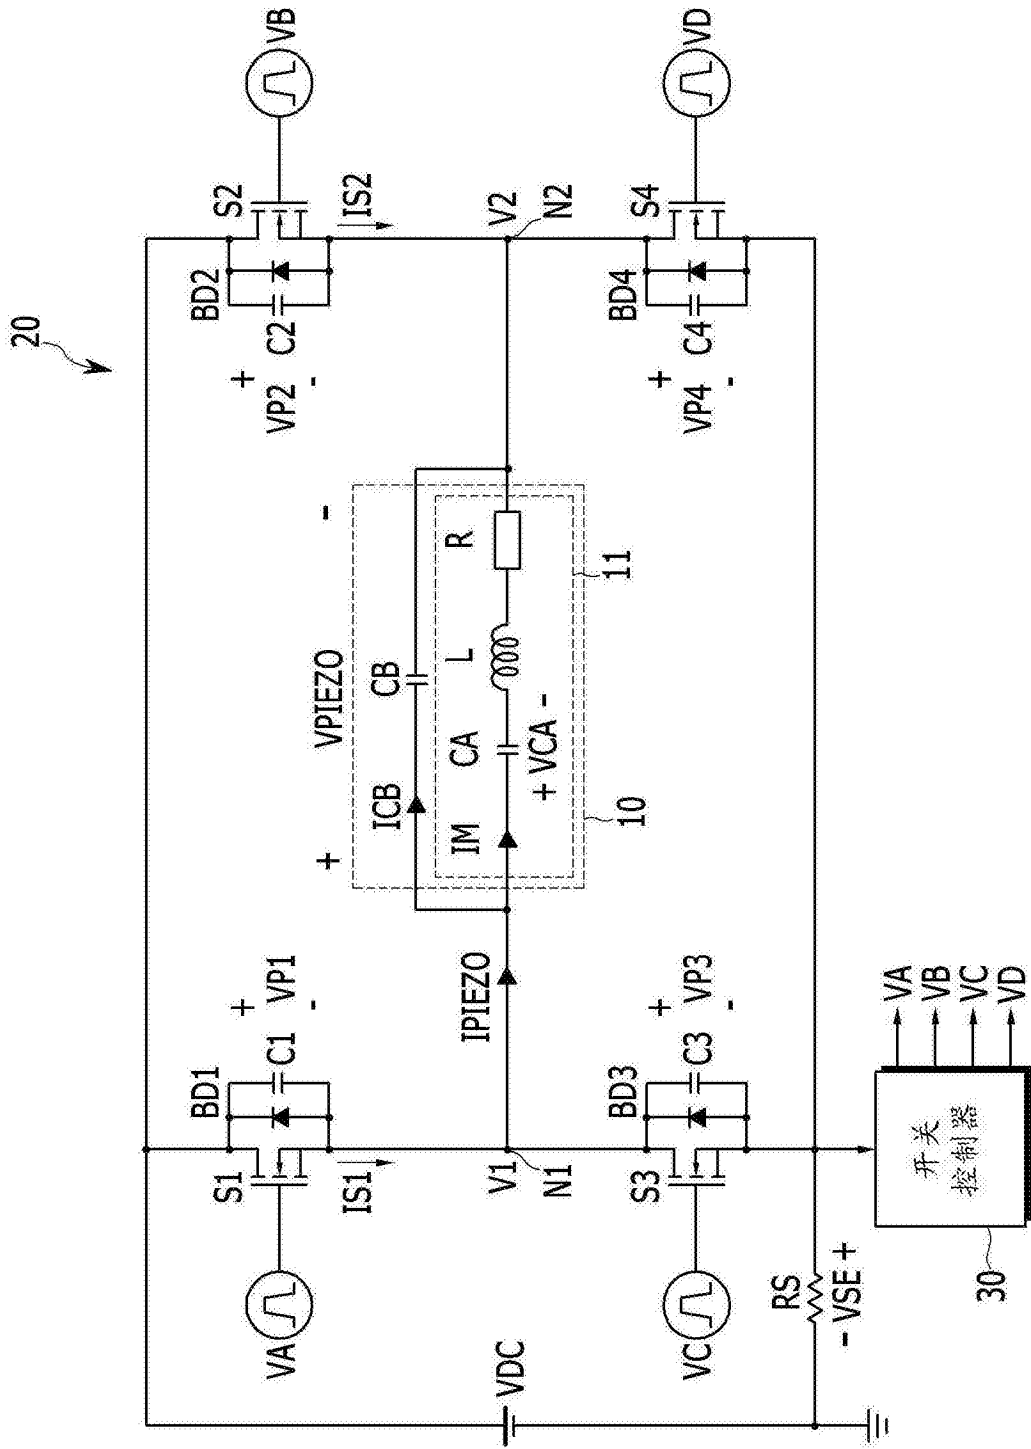 20
VA
S1
BD1
C1
+
VP1
-
IS1
VB
S2
BD2
C2
+
VP2
-
IS2
VDC
V1
N1
IPIEZO
+
VPIEZO
-
ICB
CB
IM
CA
L
R
+ VCA -
10
11
V2
N2
VC
S3
BD3
C3
+
VP3
-
VD
S4
BD4
C4
+
VP4
-
RS
- VSE +
开关
控制器
30
VA
VB
VC
VD